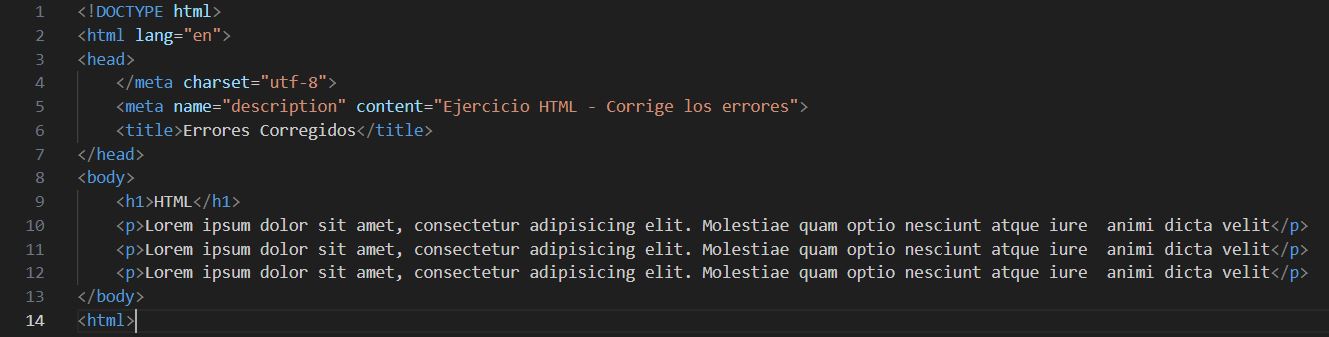 1 <!DOCTYPE html>
2 <html lang="en">
3 <head>
4     </meta charset="utf-8">
5     <meta name="description" content="Ejercicio HTML - Corrige los errores">
6     <title>Errores Corregidos</title>
7 </head>
8 <body>
9     <h1>HTML</h1>
10     <p>Lorem ipsum dolor sit amet, consectetur adipisicing elit. Molestiae quam optio nesciunt atque iure  animi dicta velit</p>
11     <p>Lorem ipsum dolor sit amet, consectetur adipisicing elit. Molestiae quam optio nesciunt atque iure  animi dicta velit</p>
12     <p>Lorem ipsum dolor sit amet, consectetur adipisicing elit. Molestiae quam optio nesciunt atque iure  animi dicta velit</p>
13 </body>
14 <html>